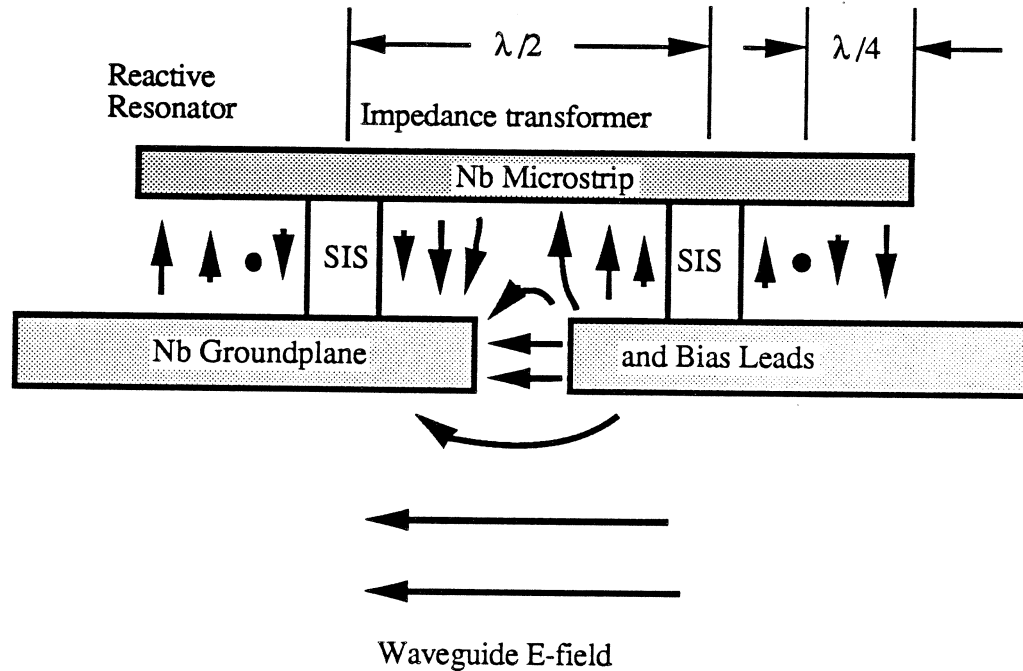 λ/2
λ/4
Reactive
Resonator
Impedance transformer
Nb Microstrip
SIS
SIS
Nb Groundplane
and Bias Leads
Waveguide E-field